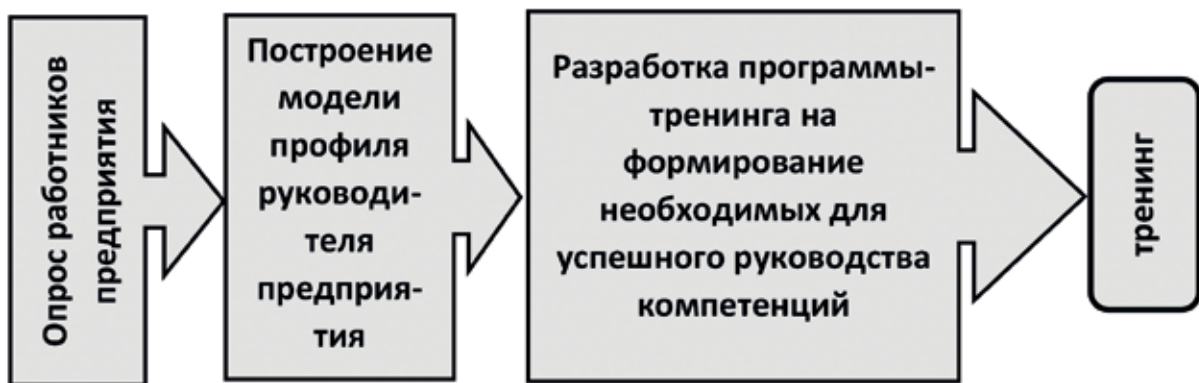 Опрос работников
предприятия
Построение
модели
профиля
руководи-
теля
предприя-
тия
Разработка программы-
тренинга на
формирование
необходимых для
успешного руководства
компетенций
тренинг